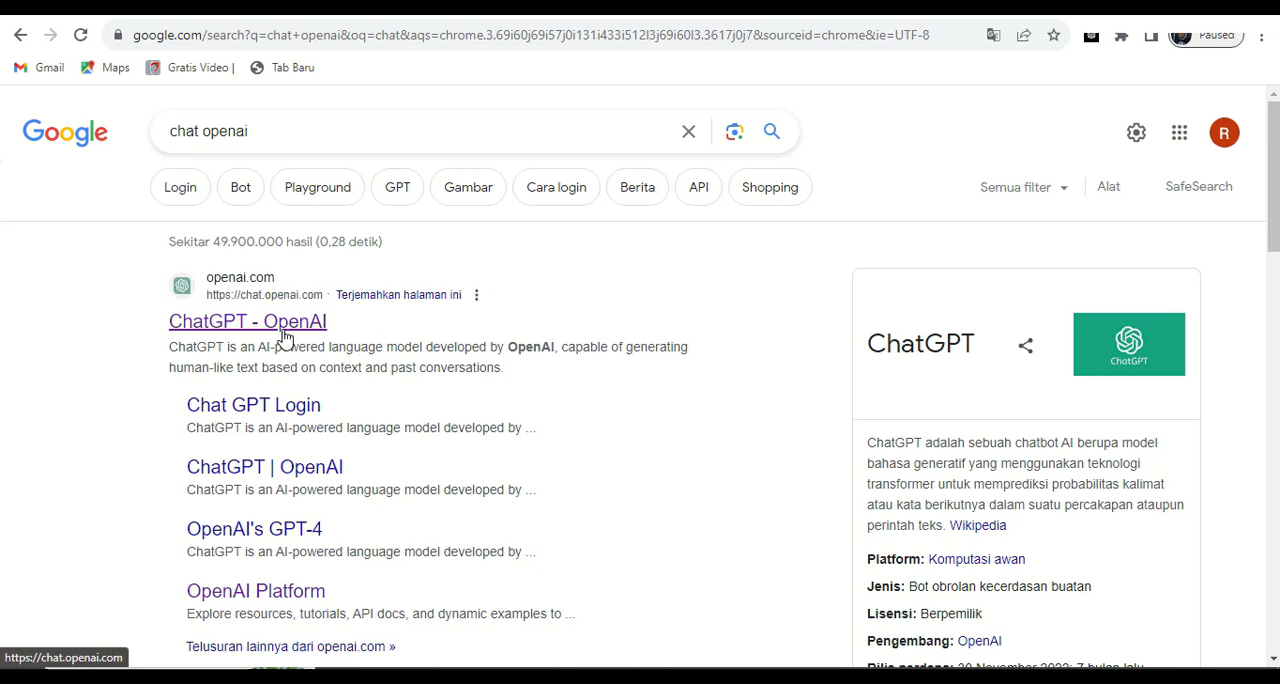 google.com/search?q=chat+openai&oq=chat&aqs=chrome.3.69i60j69i57j0i131i433i512l3j69i60l3.3617j0j7&sourceid=chrome&ie=UTF-8
Paused
Gmail Maps Gratis Video | Tab Baru
Google
chat openai
R
Login Bot Playground GPT Gambar Cara login Berita API Shopping
Semua filter Alat SafeSearch
Sekitar 49.900.000 hasil (0,28 detik)
openai.com
https://chat.openai.com · Terjemahkan halaman ini
ChatGPT - OpenAI
ChatGPT is an AI-powered language model developed by OpenAI, capable of generating
human-like text based on context and past conversations.
Chat GPT Login
ChatGPT is an AI-powered language model developed by ...
ChatGPT | OpenAI
ChatGPT is an AI-powered language model developed by ...
OpenAI's GPT-4
ChatGPT is an AI-powered language model developed by ...
OpenAI Platform
Explore resources, tutorials, API docs, and dynamic examples to ...
Telusuran lainnya dari openai.com »
ChatGPT
ChatGPT
ChatGPT adalah sebuah chatbot AI berupa model
bahasa generatif yang menggunakan teknologi
transformer untuk memprediksi probabilitas kalimat
atau kata berikutnya dalam suatu percakapan ataupun
perintah teks. Wikipedia
Platform: Komputasi awan
Jenis: Bot obrolan kecerdasan buatan
Lisensi: Berpemilik
Pengembang: OpenAI
Rilis perdana: 30 November 2022; 7 bulan lalu
https://chat.openai.com